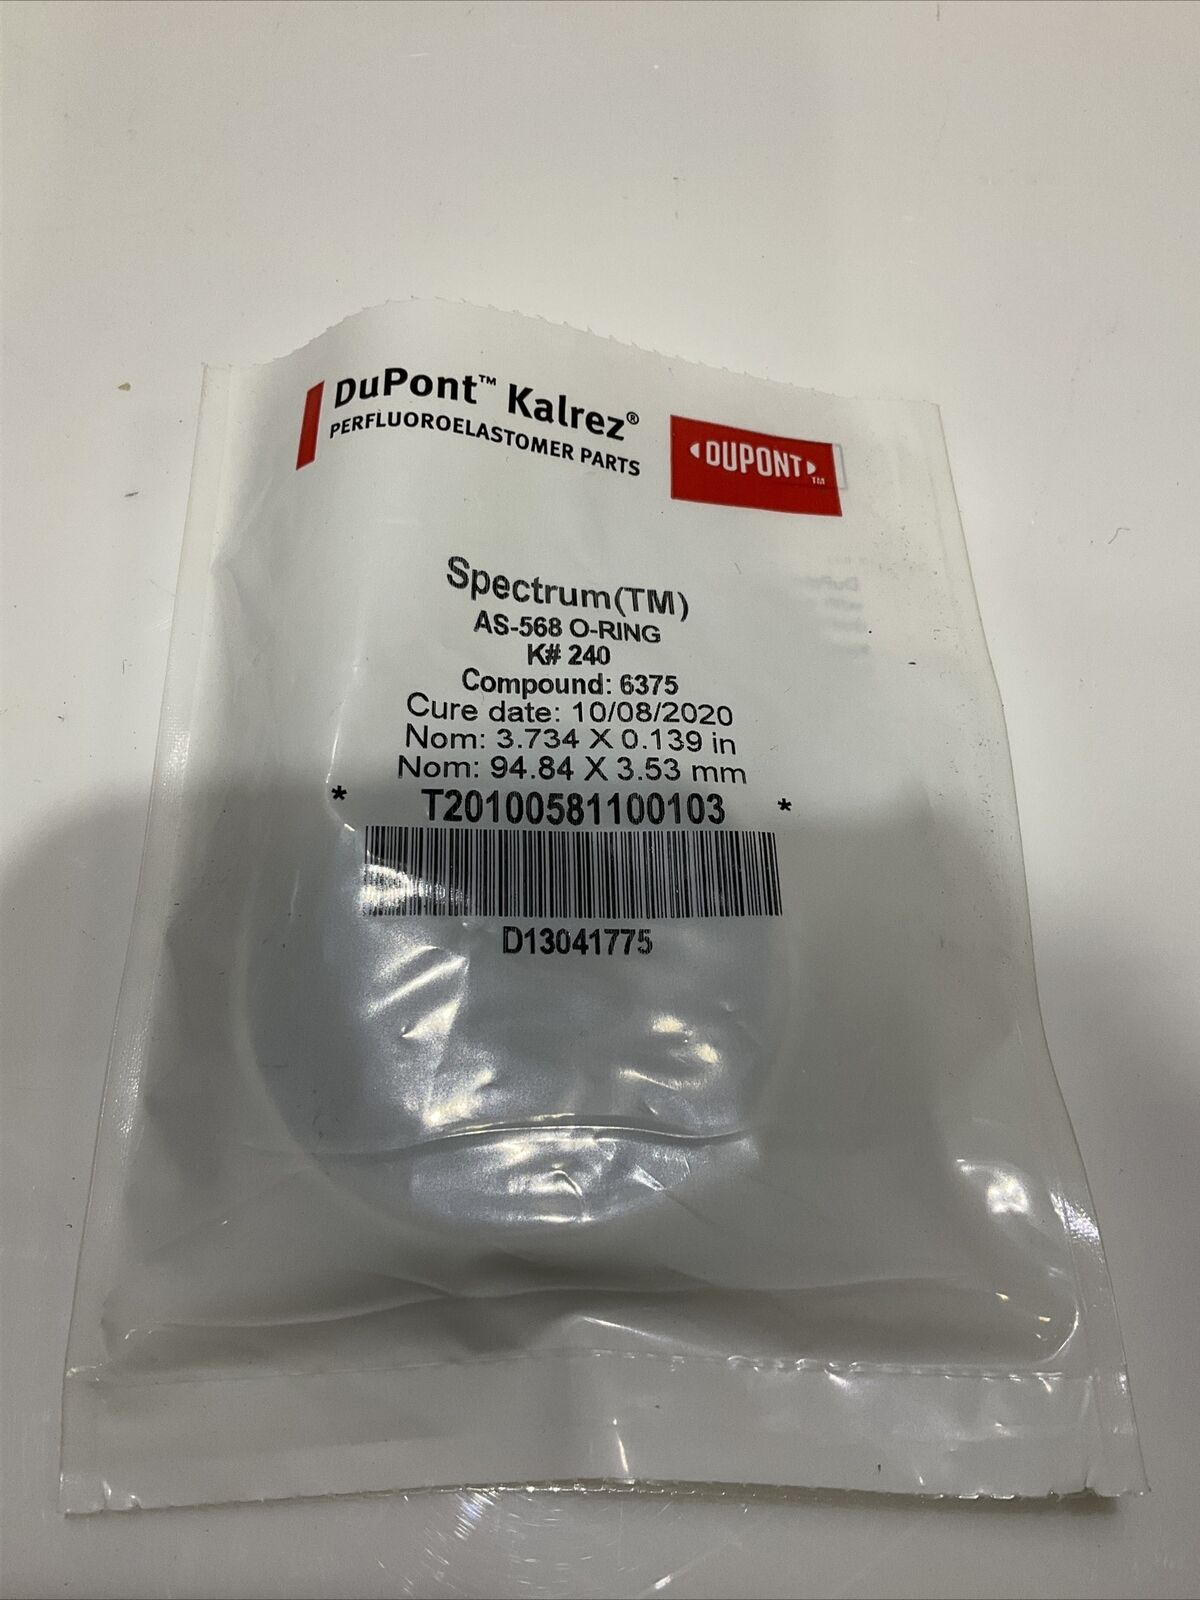 DuPont™ Kalrez®
PERFLUOROELASTOMER PARTS
DUPONT™
Spectrum(TM)
AS-568 O-RING
K# 240
Compound: 6375
Cure date: 10/08/2020
Nom: 3.734 X 0.139 in
Nom: 94.84 X 3.53 mm
* T20100581100103 *
D13041775